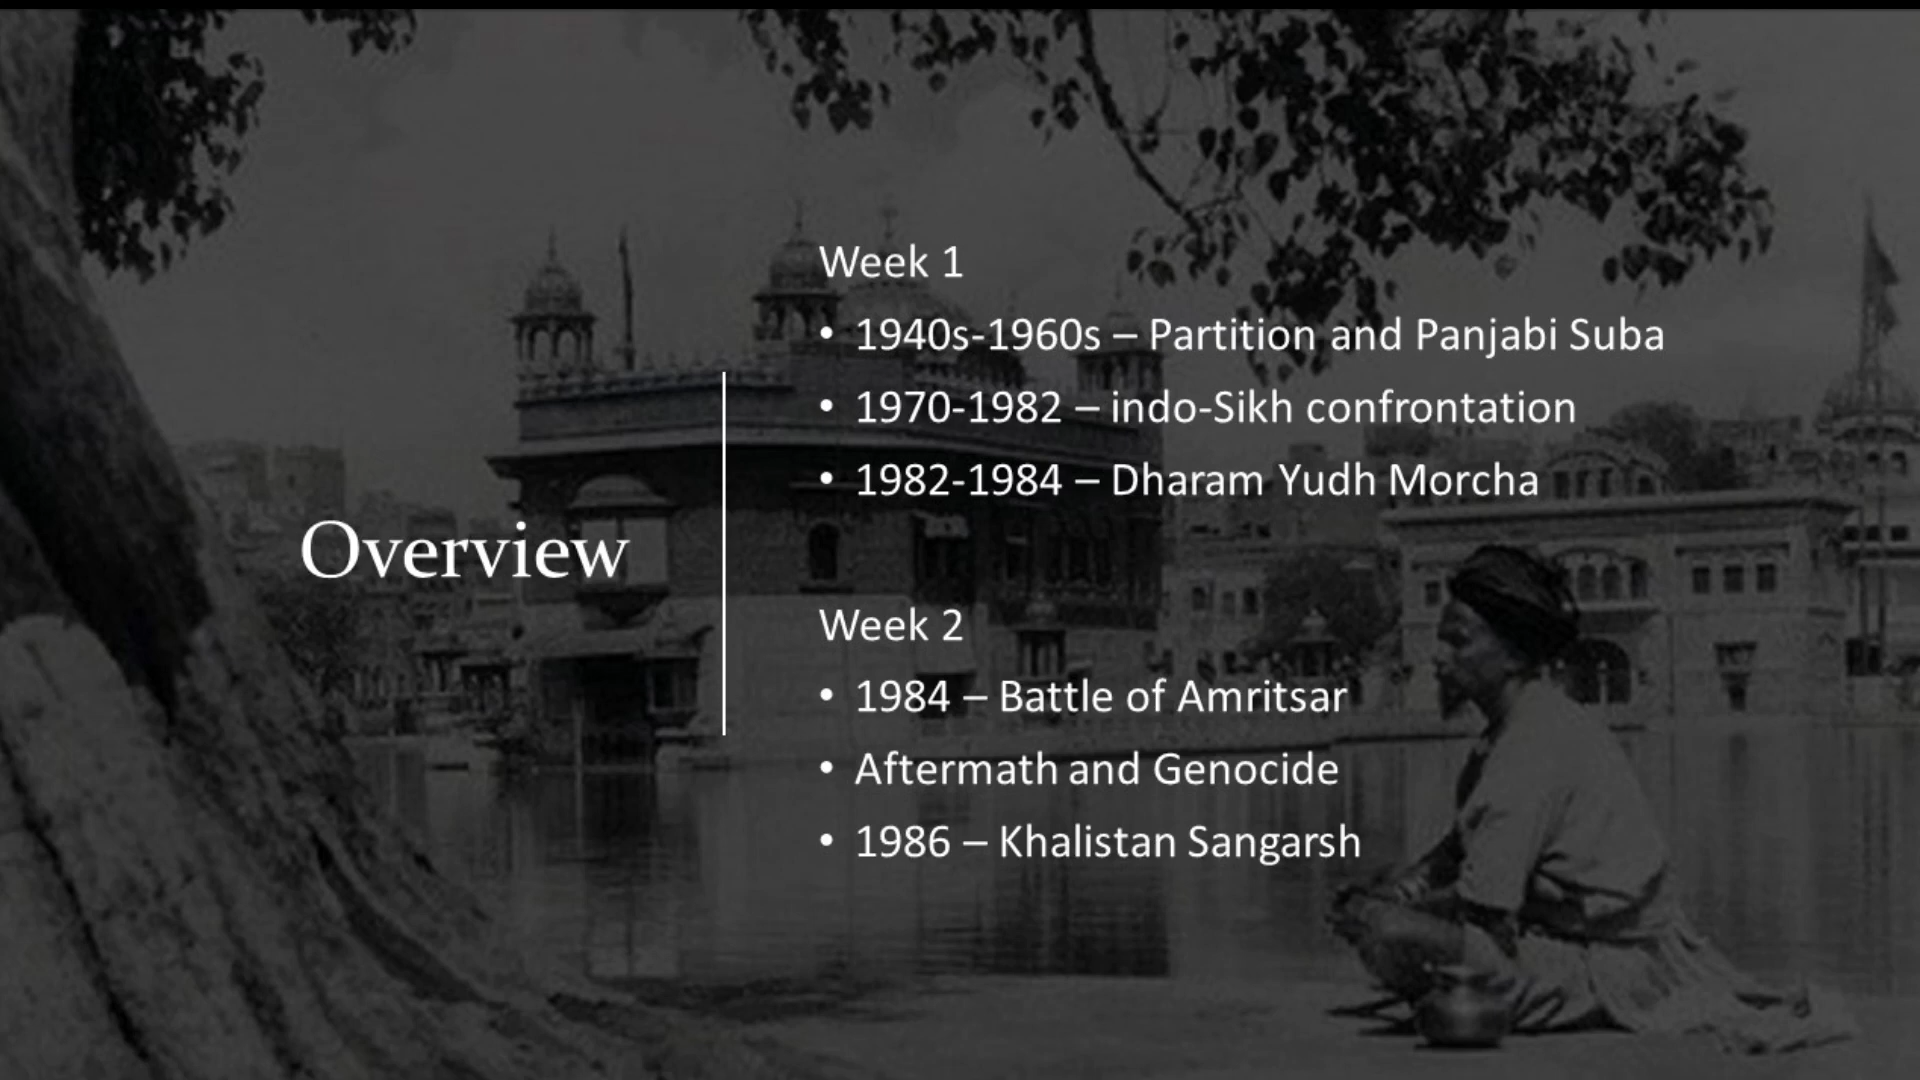 Overview
Week 1
• 1940s-1960s – Partition and Panjabi Suba
• 1970-1982 – indo-Sikh confrontation
• 1982-1984 – Dharam Yudh Morcha
Week 2
• 1984 – Battle of Amritsar
• Aftermath and Genocide
• 1986 – Khalistan Sangarsh